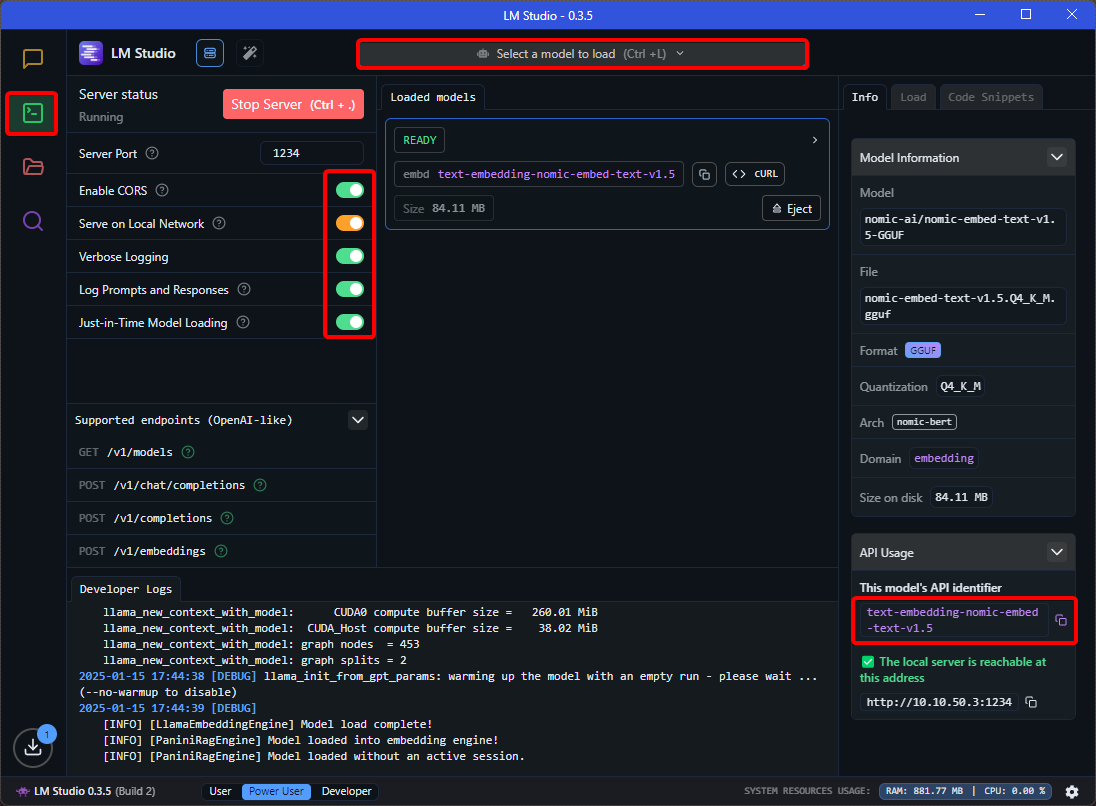 LM Studio - 0.3.5
LM Studio
Select a model to load (Ctrl +L)
Server status
Running
Stop Server (Ctrl + .)
Server Port
1234
Enable CORS
Serve on Local Network
Verbose Logging
Log Prompts and Responses
Just-in-Time Model Loading
Supported endpoints (OpenAI-like)
GET /v1/models
POST /v1/chat/completions
POST /v1/completions
POST /v1/embeddings
Loaded models
READY
embd text-embedding-nomic-embed-text-v1.5
cURL
Size 84.11 MB
Eject
Info
Load
Code Snippets
Model Information
Model
nomic-ai/nomic-embed-text-v1.
5-GGUF
File
nomic-embed-text-v1.5.Q4_K_M.
gguf
Format GGUF
Quantization Q4_K_M
Arch nomic-bert
Domain embedding
Size on disk 84.11 MB
API Usage
This model's API identifier
text-embedding-nomic-embed
-text-v1.5
The local server is reachable at
this address
http://10.10.50.3:1234
Developer Logs
llama_new_context_with_model: CUDA0 compute buffer size = 260.01 MiB
llama_new_context_with_model: CUDA_Host compute buffer size = 38.02 MiB
llama_new_context_with_model: graph nodes = 453
llama_new_context_with_model: graph splits = 2
2025-01-15 17:44:38 [DEBUG] llama_init_from_gpt_params: warming up the model with an empty run - please wait ...
(--no-warmup to disable)
2025-01-15 17:44:39 [DEBUG]
[INFO] [LlamaEmbeddingEngine] Model load complete!
[INFO] [PaniniRagEngine] Model loaded into embedding engine!
[INFO] [PaniniRagEngine] Model loaded without an active session.
1
LM Studio 0.3.5 (Build 2)
User
Power User
Developer
SYSTEM RESOURCES USAGE: RAM: 881.77 MB | CPU: 0.00 %